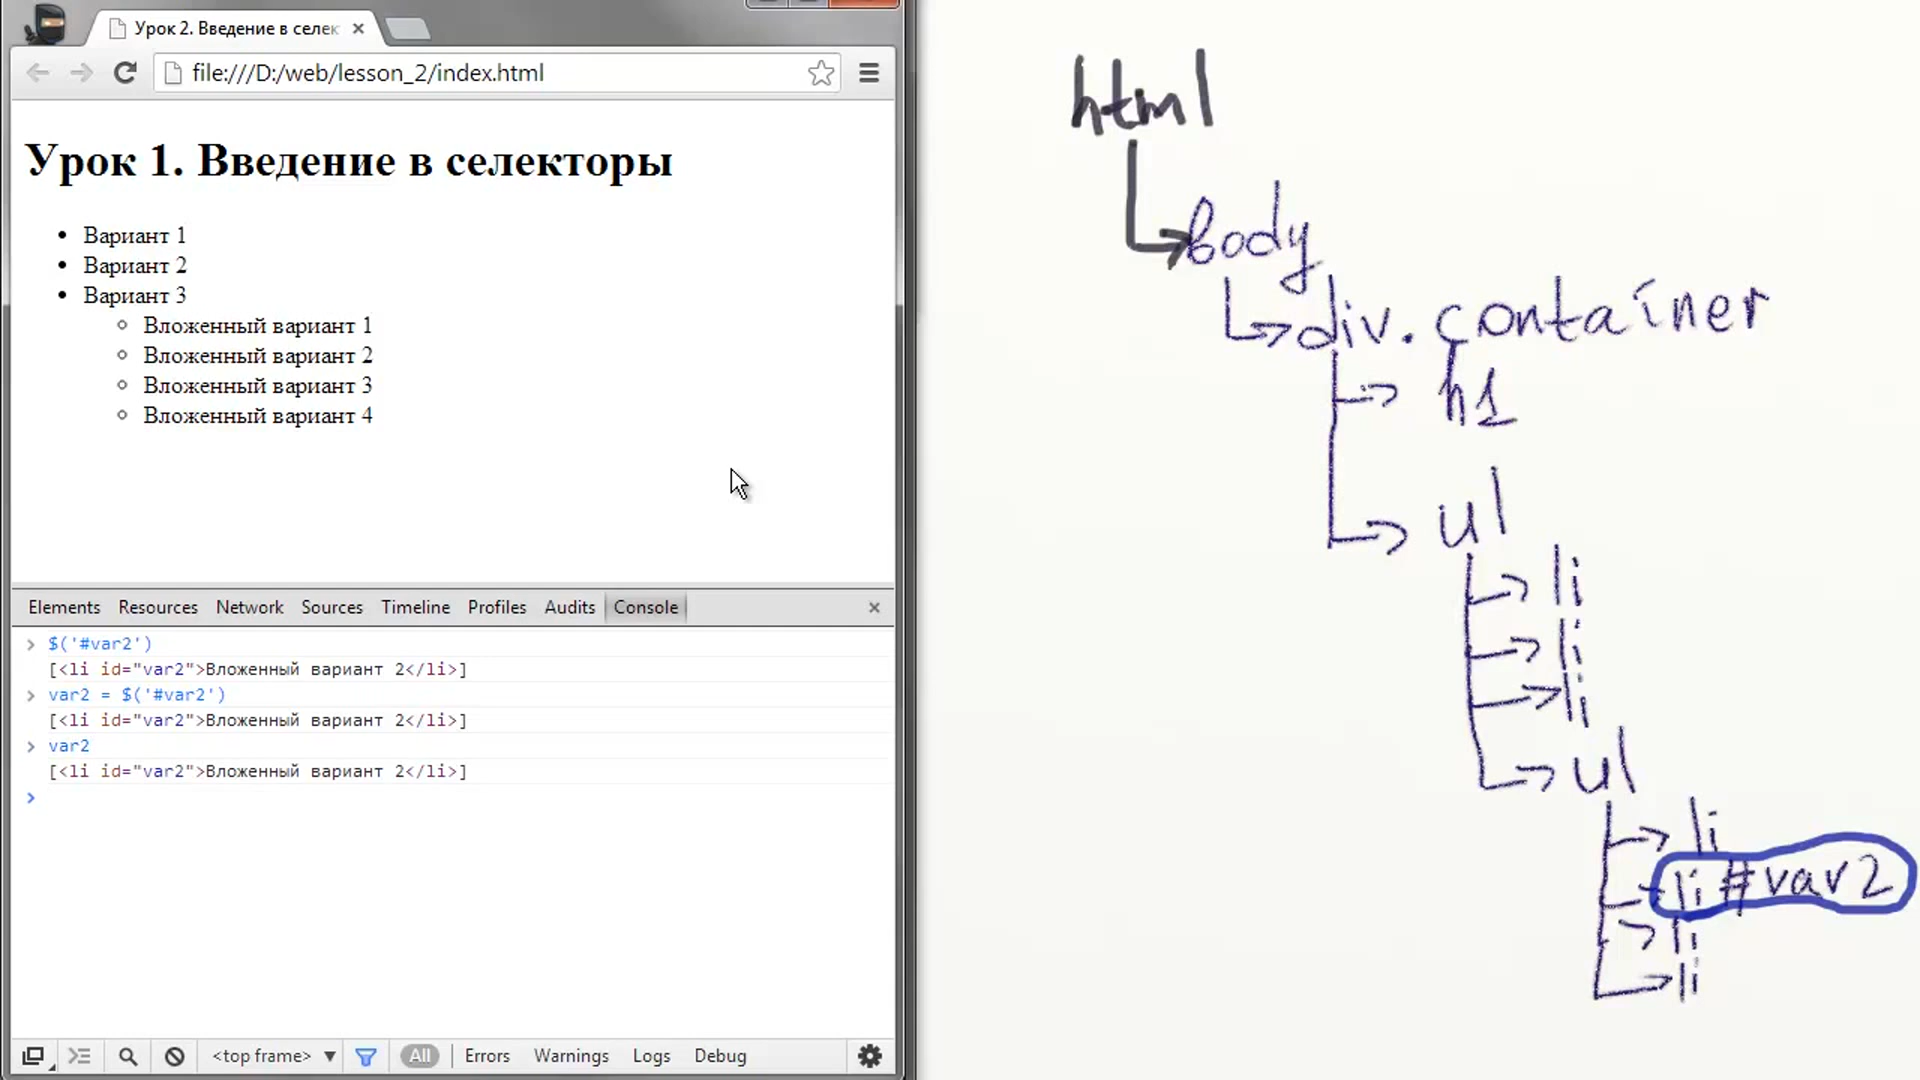 Урок 2. Введение в селек
file:///D:/web/lesson_2/index.html
Урок 1. Введение в селекторы
Вариант 1
Вариант 2
Вариант 3
Вложенный вариант 1
Вложенный вариант 2
Вложенный вариант 3
Вложенный вариант 4
Elements Resources Network Sources Timeline Profiles Audits Console
$('#var2')
[<li id="var2">Вложенный вариант 2</li>]
var2 = $('#var2')
[<li id="var2">Вложенный вариант 2</li>]
var2
[<li id="var2">Вложенный вариант 2</li>]
<top frame> All Errors Warnings Logs Debug
html
body
div.container
h1
ul
li
li
li
ul
li
li #var2
li
li